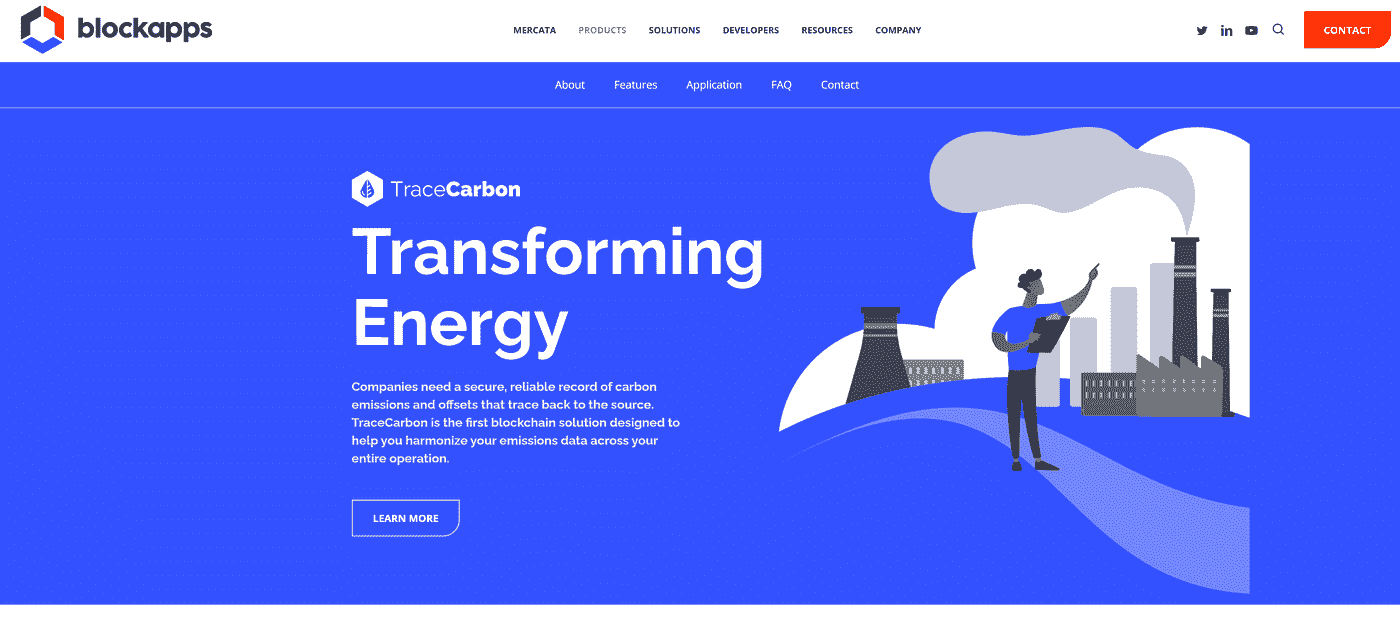 blockapps
MERCATA PRODUCTS SOLUTIONS DEVELOPERS RESOURCES COMPANY
CONTACT
About Features Application FAQ Contact
TraceCarbon
Transforming
Energy
Companies need a secure, reliable record of carbon
emissions and offsets that trace back to the source.
TraceCarbon is the first blockchain solution designed to
help you harmonize your emissions data across your
entire operation.
LEARN MORE